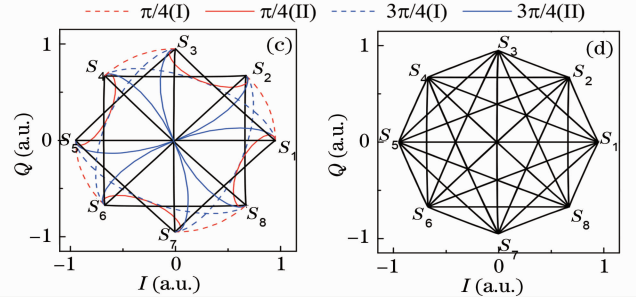 π/4(I) π/4(II) 3π/4(I) 3π/4(II)
1 (c) S3 S2 S4 S1 S5 S6 S7 S8
Q (a.u.)
0
−1
−1 0 1
I (a.u.)
1 (d) S3 S2 S4 S1 S5 S6 S7 S8
Q (a.u.)
0
−1
−1 0 1
I (a.u.)